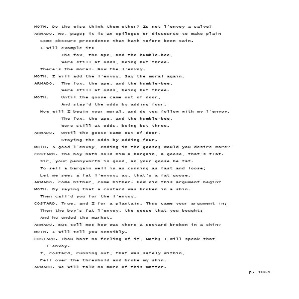 MOTH. Do the wise think them other? Is not l'envoy a salve?
ARMADO. No, page; it is an epilogue or discourse to make plain
Some obscure precedence that hath tofore been sain.
I will example it:
The fox, the ape, and the humble-bee,
Were still at odds, being but three.
There's the moral. Now the l'envoy.
MOTH. I will add the l'envoy. Say the moral again.
ARMADO. The fox, the ape, and the humble-bee,
Were still at odds, being but three.
MOTH. Until the goose came out of door,
And stay'd the odds by adding four.
Now will I begin your moral, and do you follow with my l'envoy.
The fox, the ape, and the humble-bee,
Were still at odds, being but three.
ARMADO. Until the goose came out of door,
Staying the odds by adding four.
MOTH. A good l'envoy, ending in the goose; would you desire more?
COSTARD. The boy hath sold him a bargain, a goose, that's flat.
Sir, your pennyworth is good, an your goose be fat.
To sell a bargain well is as cunning as fast and loose;
Let me see: a fat l'envoy; ay, that's a fat goose.
ARMADO. Come hither, come hither. How did this argument begin?
MOTH. By saying that a costard was broken in a shin.
Then call'd you for the l'envoy.
COSTARD. True, and I for a plantain. Thus came your argument in;
Then the boy's fat l'envoy, the goose that you bought;
And he ended the market.
ARMADO. But tell me: how was there a costard broken in a shin?
MOTH. I will tell you sensibly.
COSTARD. Thou hast no feeling of it, Moth; I will speak that
l'envoy.
I, Costard, running out, that was safely within,
Fell over the threshold and broke my shin.
ARMADO. We will talk no more of this matter.